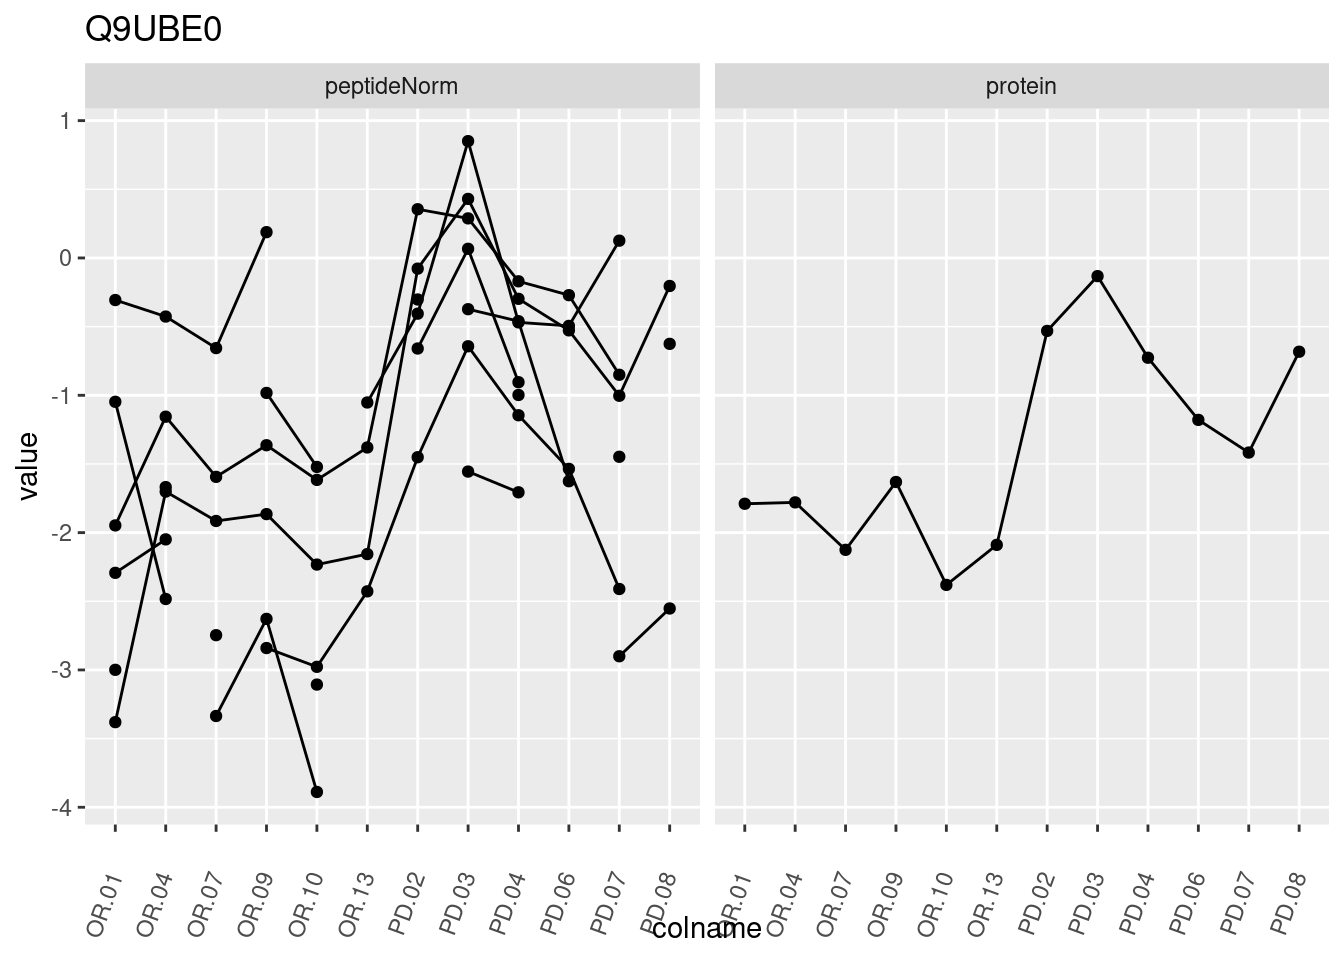 Q9UBE0
peptideNorm
protein
value
1
0
-1
-2
-3
-4
OR.01 OR.04 OR.07 OR.09 OR.10 OR.13 PD.02 PD.03 PD.04 PD.06 PD.07 PD.08
OR.01 OR.04 OR.07 OR.09 OR.10 OR.13 PD.02 PD.03 PD.04 PD.06 PD.07 PD.08
colname